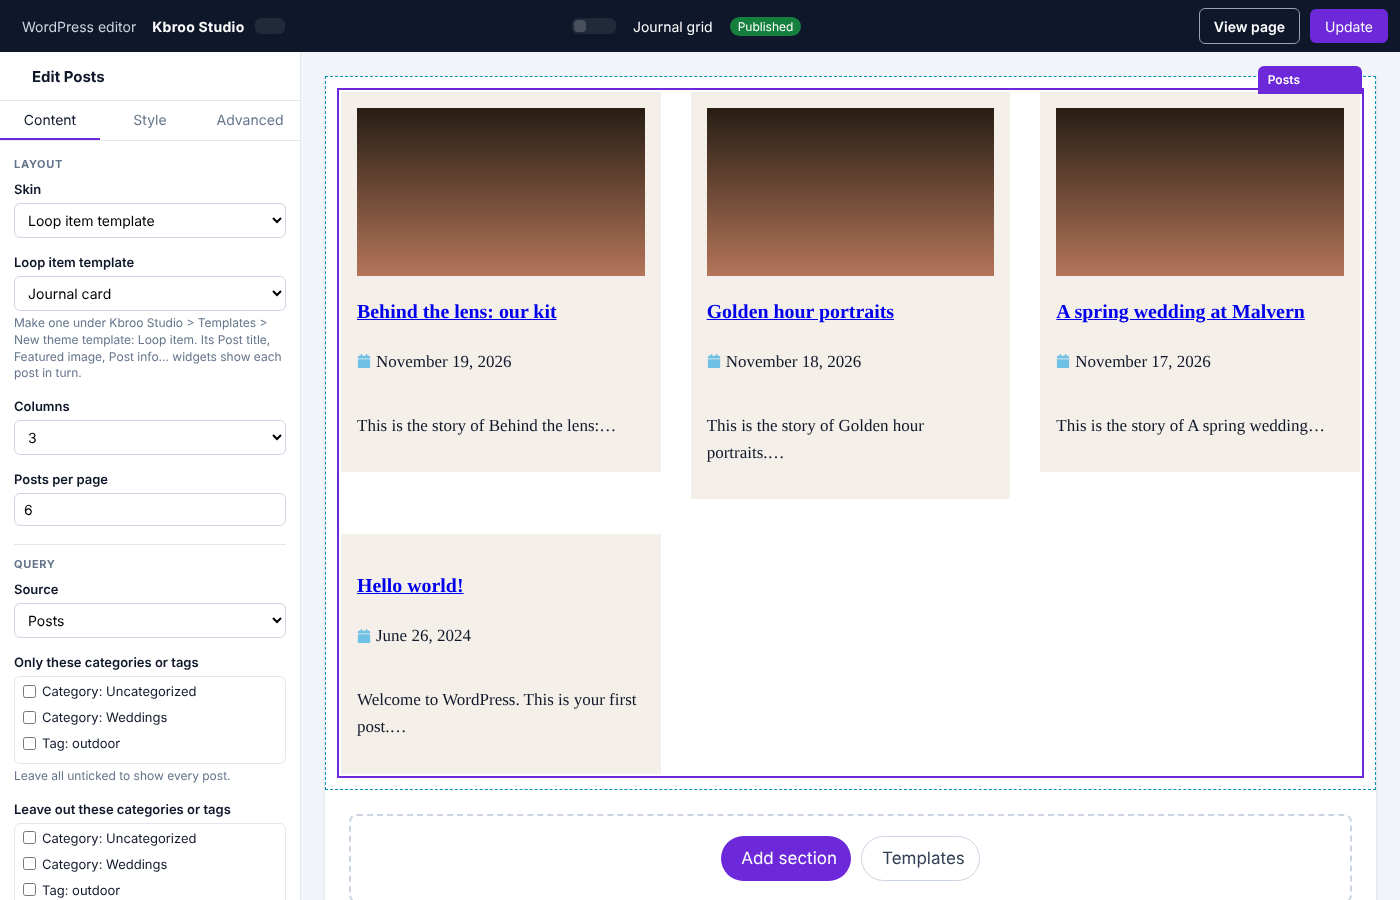 WordPress editor Kbroo Studio
Journal grid Published
View page Update
Edit Posts
Content Style Advanced
LAYOUT
Skin
Loop item template
Loop item template
Journal card
Make one under Kbroo Studio > Templates >
New theme template: Loop item. Its Post title,
Featured image, Post info... widgets show each
post in turn.
Columns
3
Posts per page
6
QUERY
Source
Posts
Only these categories or tags
Category: Uncategorized
Category: Weddings
Tag: outdoor
Leave all unticked to show every post.
Leave out these categories or tags
Category: Uncategorized
Category: Weddings
Tag: outdoor
Posts
Behind the lens: our kit
November 19, 2026
This is the story of Behind the lens:…
Golden hour portraits
November 18, 2026
This is the story of Golden hour
portraits.…
A spring wedding at Malvern
November 17, 2026
This is the story of A spring wedding…
Hello world!
June 26, 2024
Welcome to WordPress. This is your first
post.…
Add section Templates